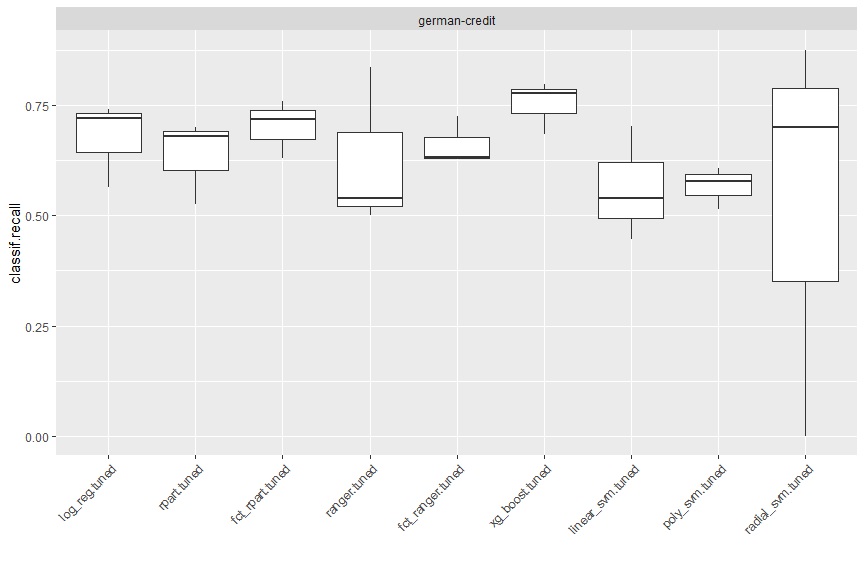 german-credit
classif.recall
0.75
0.50
0.25
0.00
log_reg.tuned
rpart.tuned
fct_rpart.tuned
ranger.tuned
fct_ranger.tuned
xg_boost.tuned
linear_svm.tuned
poly_svm.tuned
radial_svm.tuned